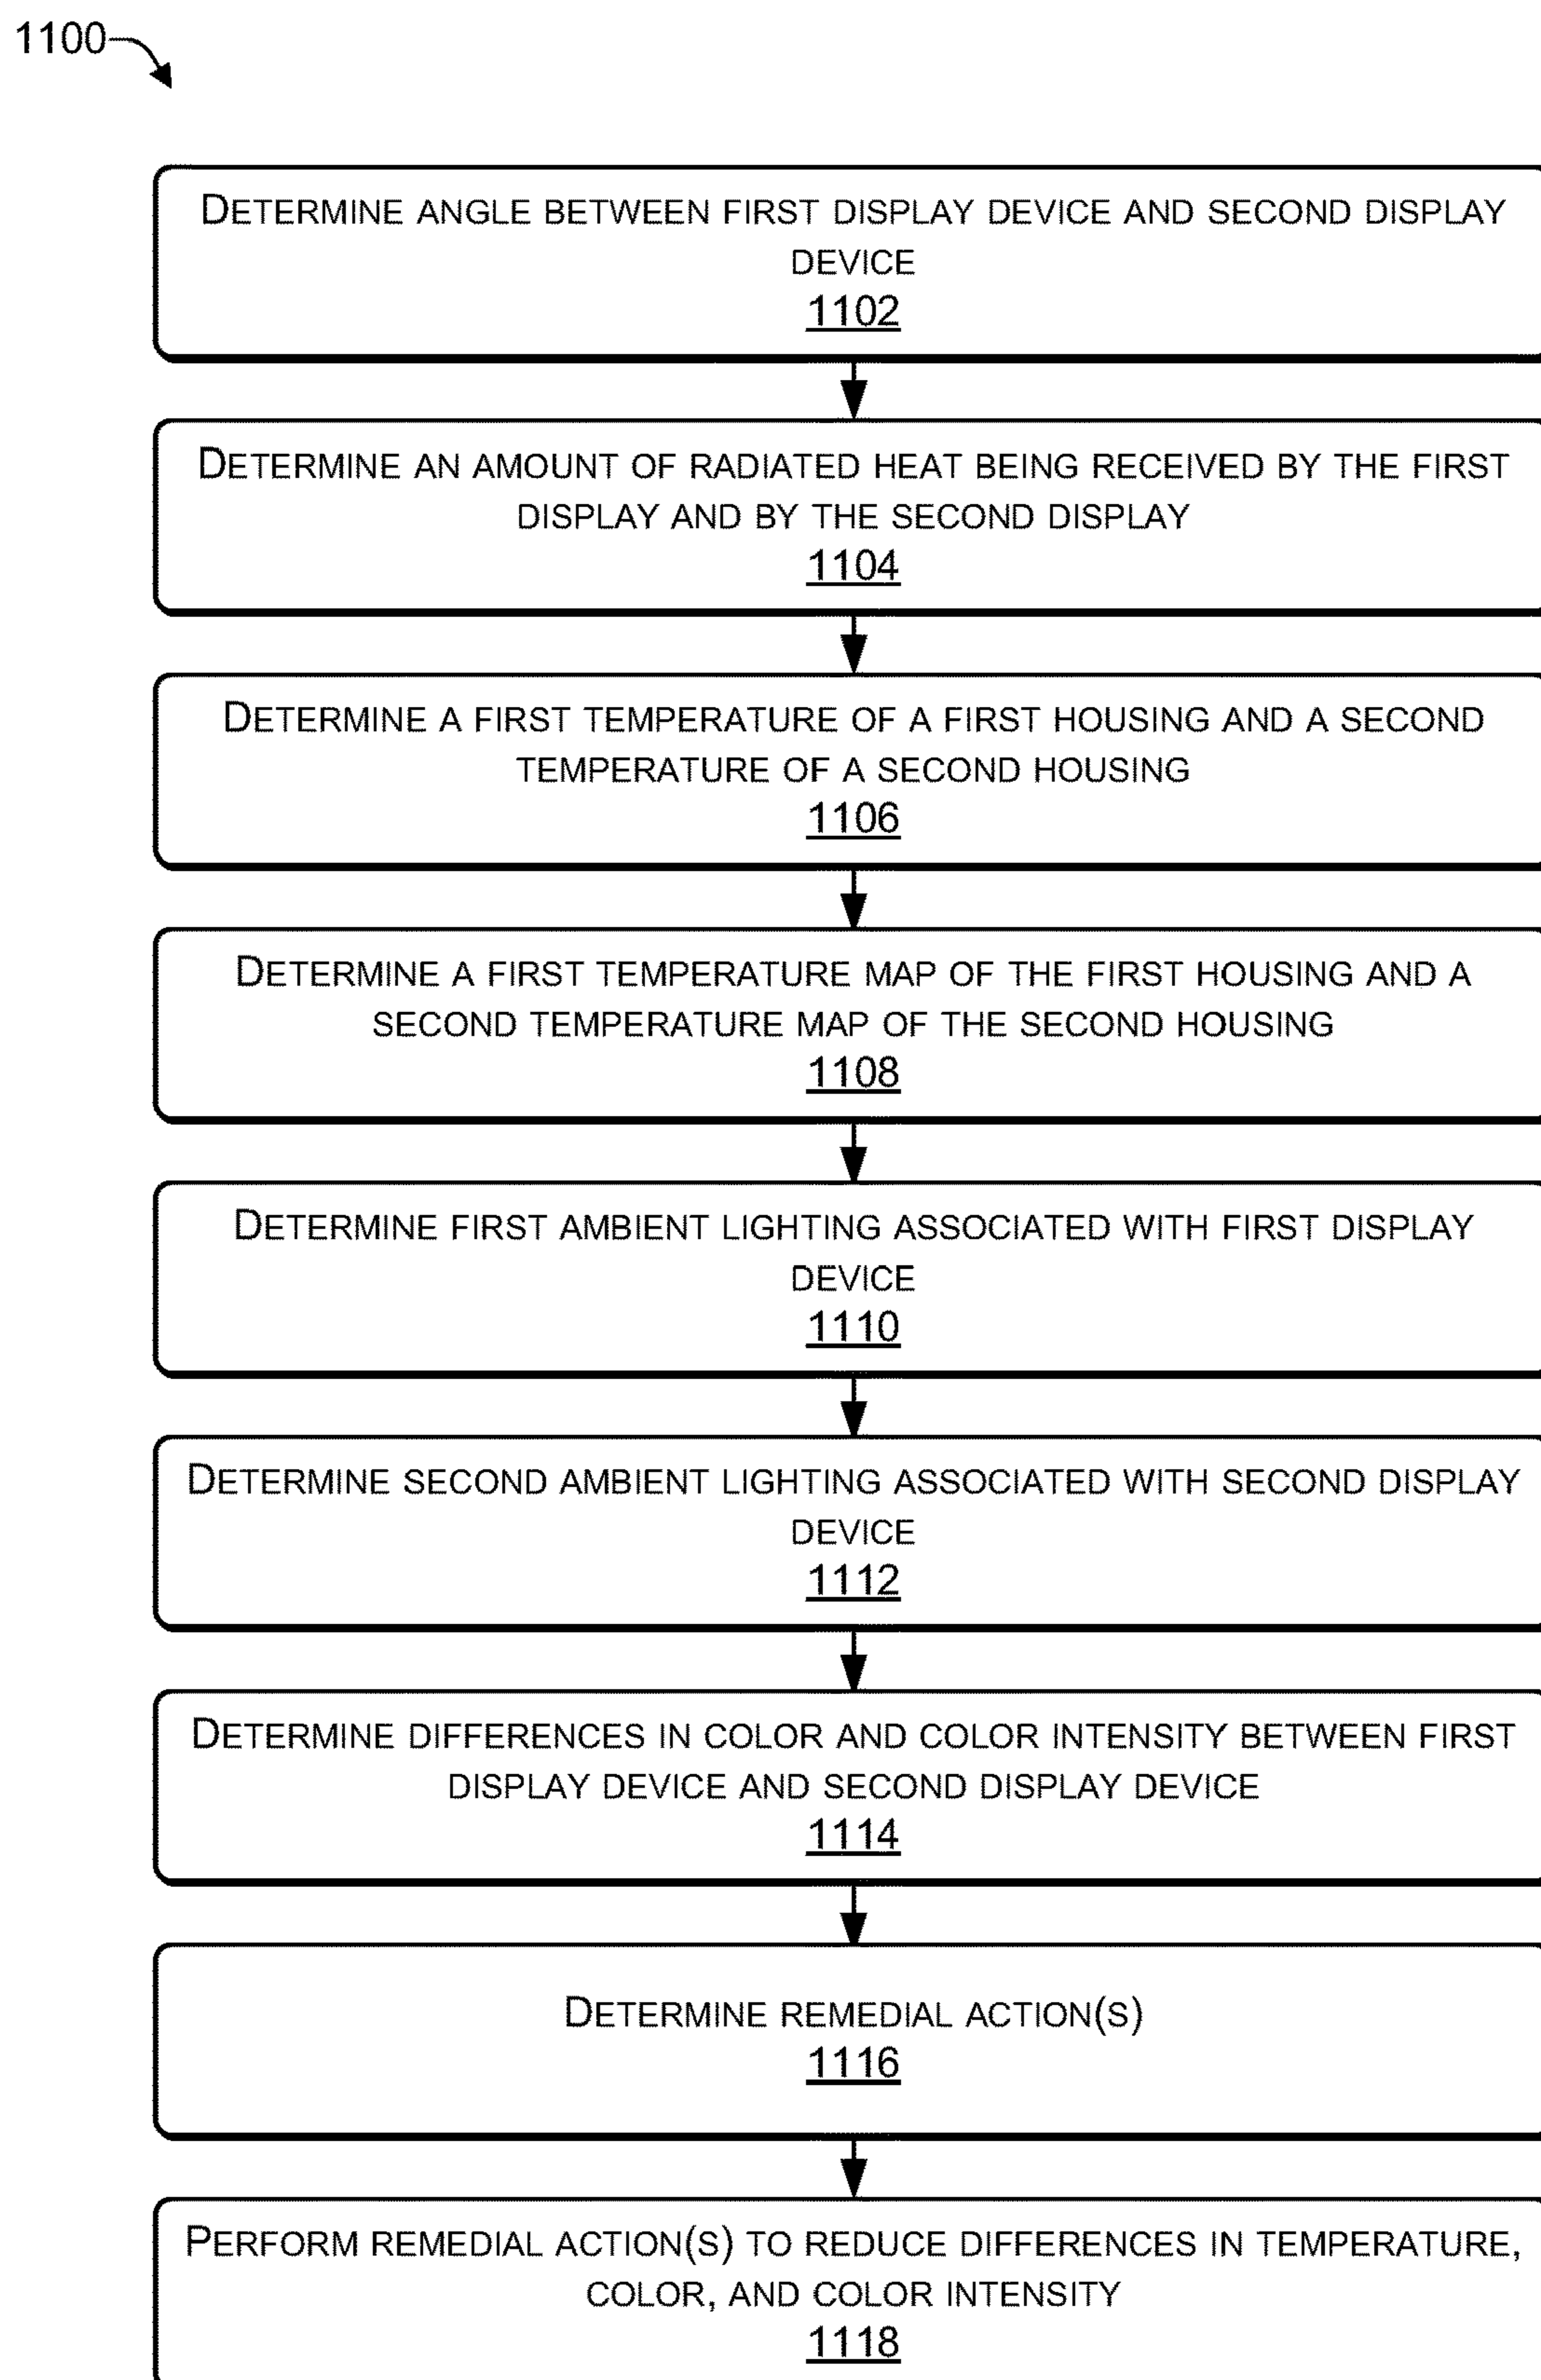 1100
DETERMINE ANGLE BETWEEN FIRST DISPLAY DEVICE AND SECOND DISPLAY
DEVICE
1102
DETERMINE AN AMOUNT OF RADIATED HEAT BEING RECEIVED BY THE FIRST
DISPLAY AND BY THE SECOND DISPLAY
1104
DETERMINE A FIRST TEMPERATURE OF A FIRST HOUSING AND A SECOND
TEMPERATURE OF A SECOND HOUSING
1106
DETERMINE A FIRST TEMPERATURE MAP OF THE FIRST HOUSING AND A
SECOND TEMPERATURE MAP OF THE SECOND HOUSING
1108
DETERMINE FIRST AMBIENT LIGHTING ASSOCIATED WITH FIRST DISPLAY
DEVICE
1110
DETERMINE SECOND AMBIENT LIGHTING ASSOCIATED WITH SECOND DISPLAY
DEVICE
1112
DETERMINE DIFFERENCES IN COLOR AND COLOR INTENSITY BETWEEN FIRST
DISPLAY DEVICE AND SECOND DISPLAY DEVICE
1114
DETERMINE REMEDIAL ACTION(S)
1116
PERFORM REMEDIAL ACTION(S) TO REDUCE DIFFERENCES IN TEMPERATURE,
COLOR, AND COLOR INTENSITY
1118